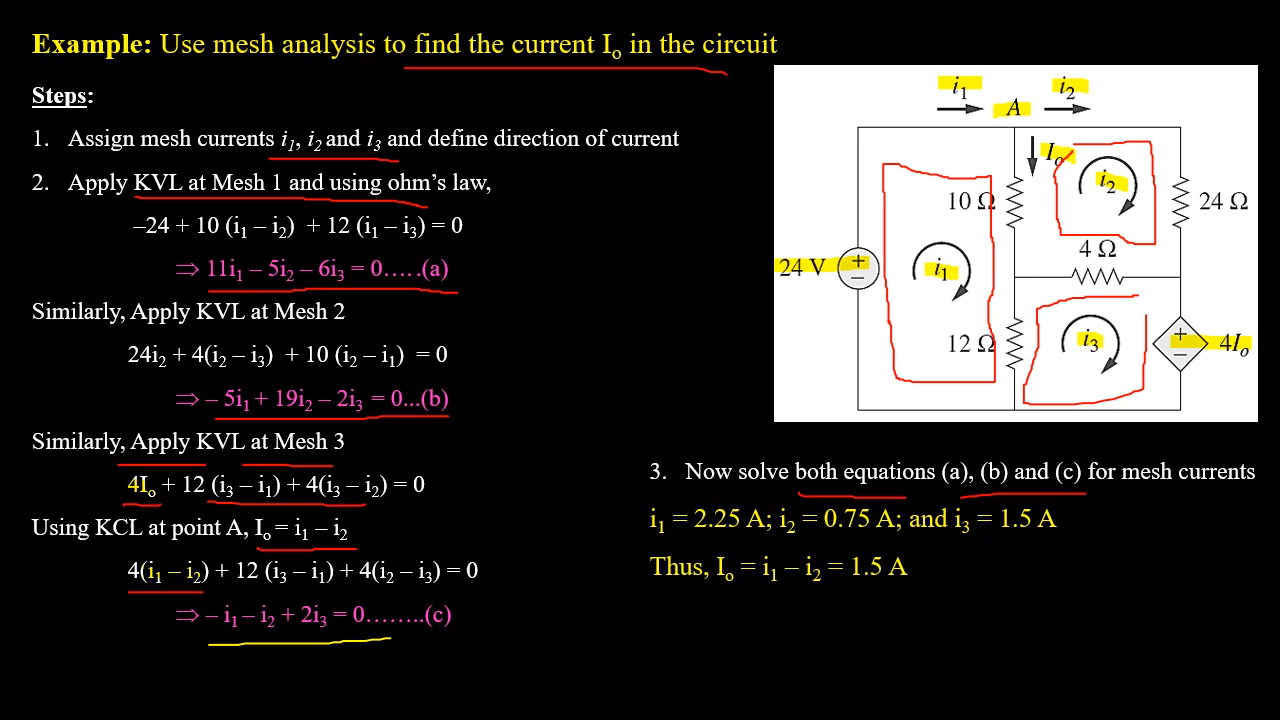 Example: Use mesh analysis to find the current Iₒ in the circuit
Steps:
1. Assign mesh currents i₁, i₂ and i₃ and define direction of current
2. Apply KVL at Mesh 1 and using ohm's law,
–24 + 10 (i₁ – i₂) + 12 (i₁ – i₃) = 0
⇒ 11i₁ – 5i₂ – 6i₃ = 0…..(a)
Similarly, Apply KVL at Mesh 2
24i₂ + 4(i₂ – i₃) + 10 (i₂ – i₁) = 0
⇒ – 5i₁ + 19i₂ – 2i₃ = 0...(b)
Similarly, Apply KVL at Mesh 3
4Iₒ + 12 (i₃ – i₁) + 4(i₃ – i₂) = 0
Using KCL at point A, Iₒ = i₁ – i₂
4(i₁ – i₂) + 12 (i₃ – i₁) + 4(i₂ – i₃) = 0
⇒ – i₁ – i₂ + 2i₃ = 0……..(c)
i₁ A i₂
Iₒ
i₂
10 Ω 24 Ω
4 Ω
24 V + – i₁
12 Ω i₃ + – 4Iₒ
3. Now solve both equations (a), (b) and (c) for mesh currents
i₁ = 2.25 A; i₂ = 0.75 A; and i₃ = 1.5 A
Thus, Iₒ = i₁ – i₂ = 1.5 A